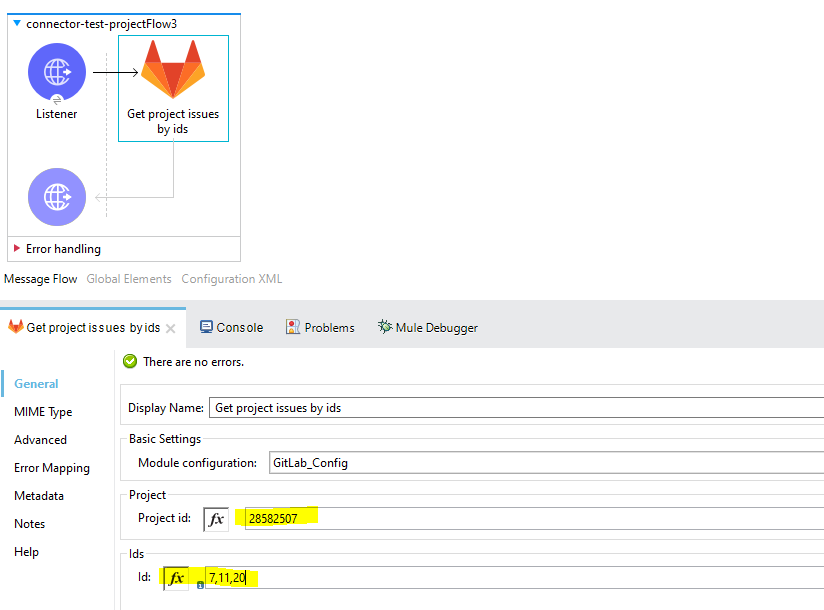 connector-test-projectFlow3
Listener
Get project issues
by ids
Error handling
Message Flow Global Elements Configuration XML
Get project issues by ids Console Problems Mule Debugger
There are no errors.
General
MIME Type
Advanced
Error Mapping
Metadata
Notes
Help
Display Name: Get project issues by ids
Basic Settings
Module configuration: GitLab_Config
Project
Project id: fx 28582507
Ids
Id: fx 7,11,20